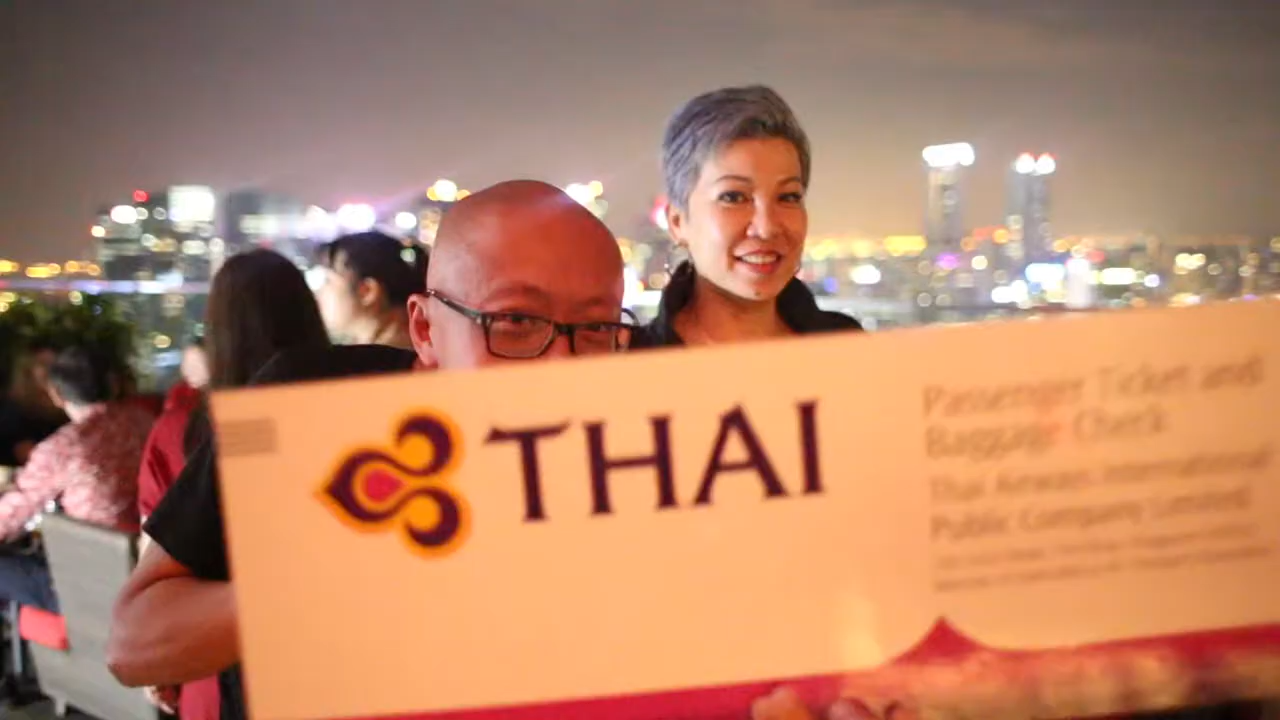 THAI
Passenger Ticket and
Baggage Check
Thai Airways International
Public Company Limited